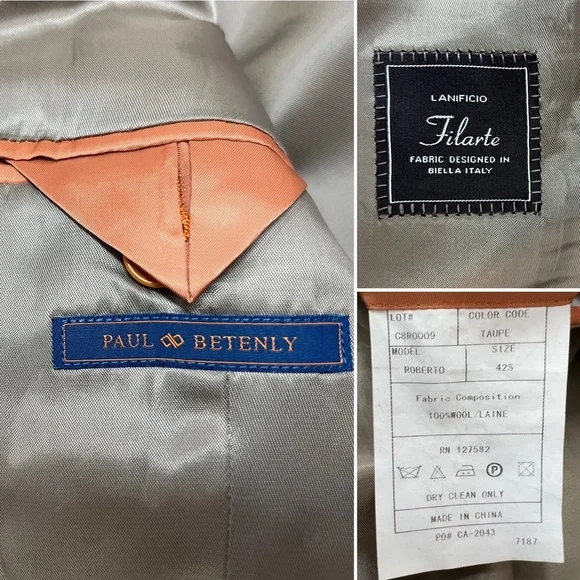 PAUL BETENLY
LANIFICIO
Filarte
FABRIC DESIGNED IN
BIELLA ITALY
LOT#
COLOR CODE
C8R0009
TAUPE
MODEL
SIZE
ROBERTO
42S
Fabric Composition
100%WOOL/LAINE
RN 127582
P
DRY CLEAN ONLY
MADE IN CHINA
PO# CA-2043
7187